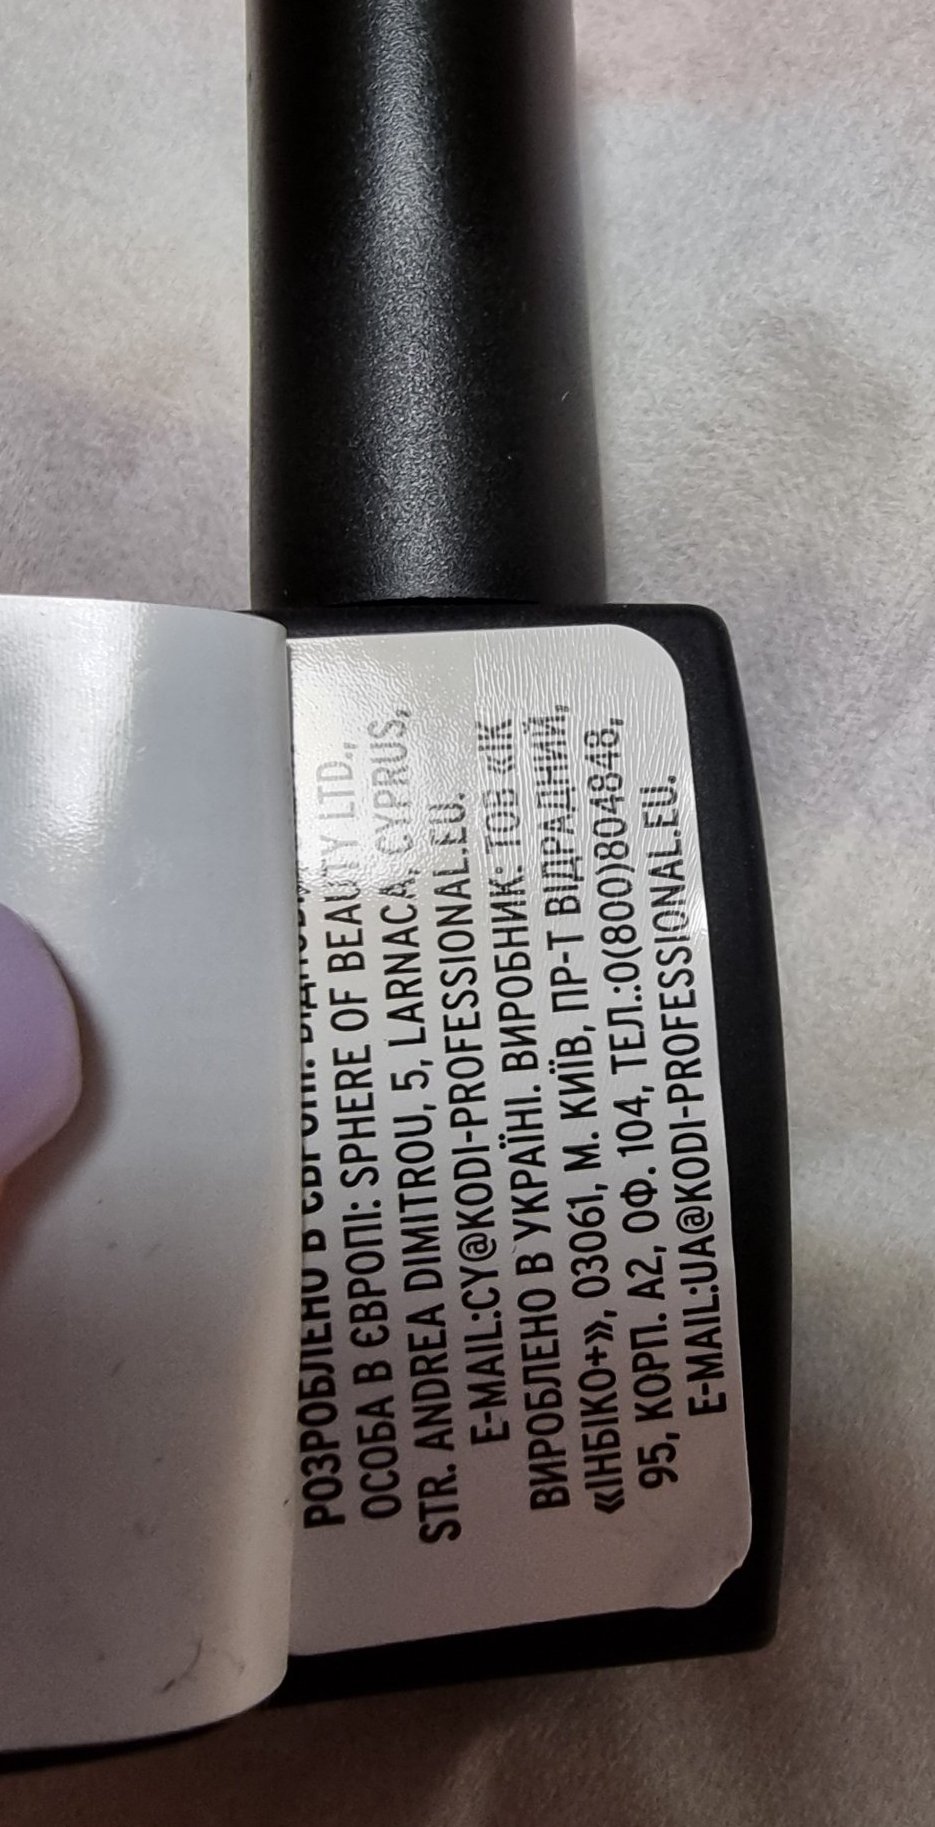 РОЗРОБЛЕНО В ЄВРОПІ.
ОСОБА В ЄВРОПІ: SPHERE OF BEAUTY LTD.,
STR. ANDREA DIMITROU, 5, LARNACA, CYPRUS,
E-MAIL:CY@KODI-PROFESSIONAL.EU.
ВИРОБЛЕНО В УКРАЇНІ. ВИРОБНИК: ТОВ «ІК
«ІНБІКО+», 03061, М. КИЇВ, ПР-Т ВІДРАДНИЙ,
95, КОРП. А2, ОФ. 104, ТЕЛ.:0(800)804848,
E-MAIL:UA@KODI-PROFESSIONAL.EU.